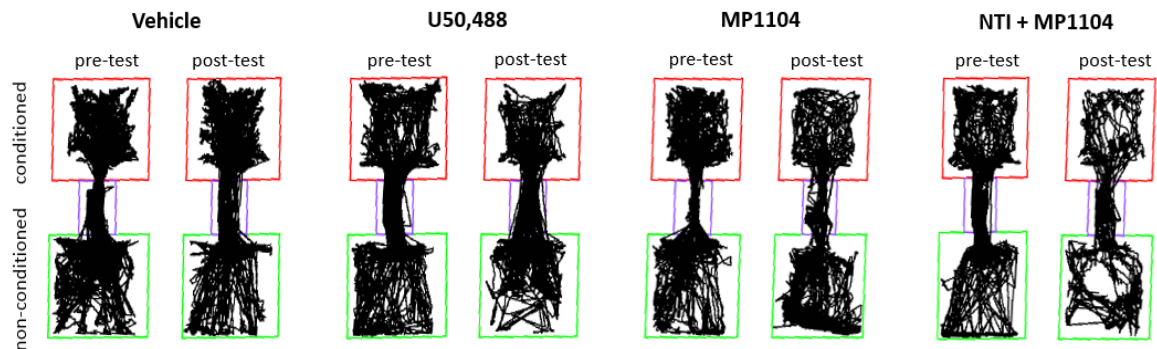 Vehicle U50,488 MP1104 NTI + MP1104
pre-test post-test pre-test post-test pre-test post-test pre-test post-test
conditioned
non-conditioned